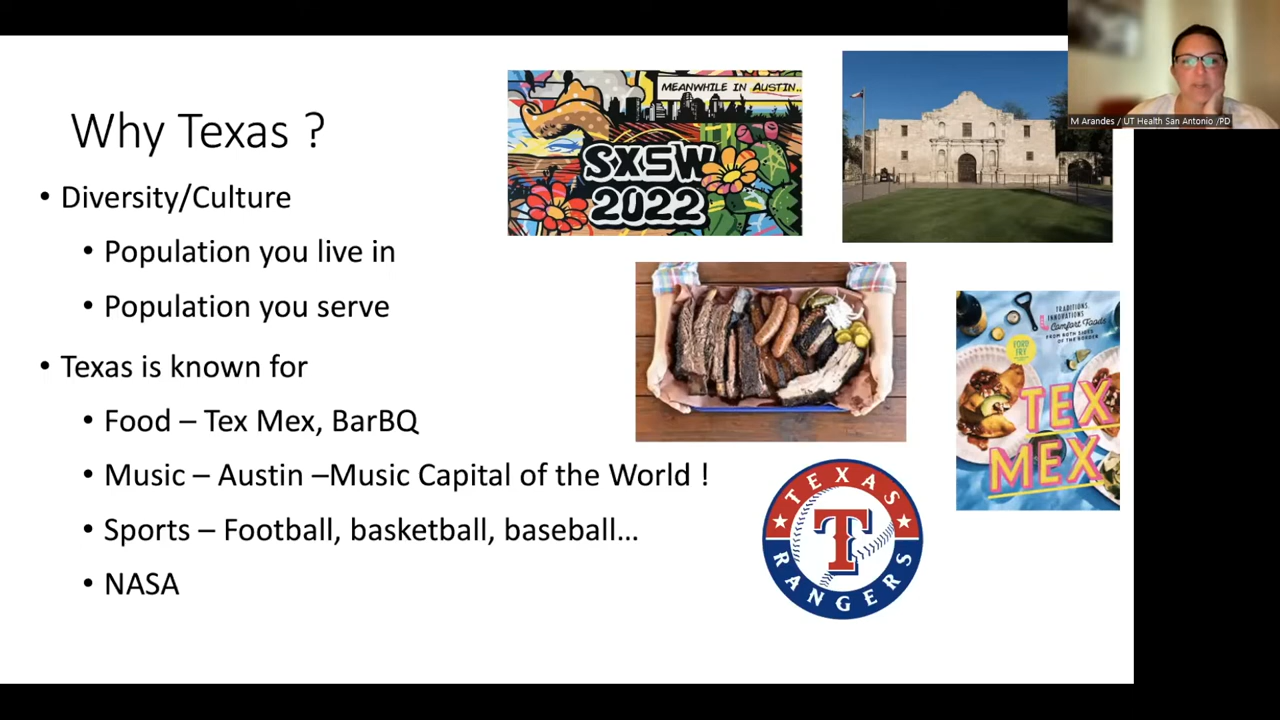 Why Texas ?
• Diversity/Culture
• Population you live in
• Population you serve
• Texas is known for
• Food – Tex Mex, BarBQ
• Music – Austin –Music Capital of the World !
• Sports – Football, basketball, baseball...
• NASA
MEANWHILE IN AUSTIN..
SXSW
2022
M Arandes / UT Health San Antonio /PD
TRADITIONS,
INNOVATIONS
Comfort Foods
FROM BOTH SIDES
OF THE BORDER
FORD
FRY
TEX
MEX
TEXAS
T
RANGERS